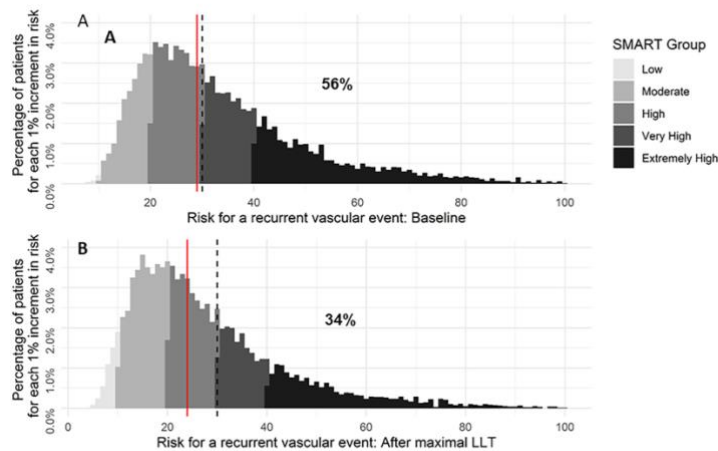 A
A
Percentage of patients
for each 1% increment in risk
4.0%
3.0%
2.0%
1.0%
0.0%
56%
20 40 60 80 100
Risk for a recurrent vascular event: Baseline
SMART Group
Low
Moderate
High
Very High
Extremely High
B
Percentage of patients
for each 1% increment in risk
4.0%
3.0%
2.0%
1.0%
0.0%
34%
0 20 40 60 80 100
Risk for a recurrent vascular event: After maximal LLT